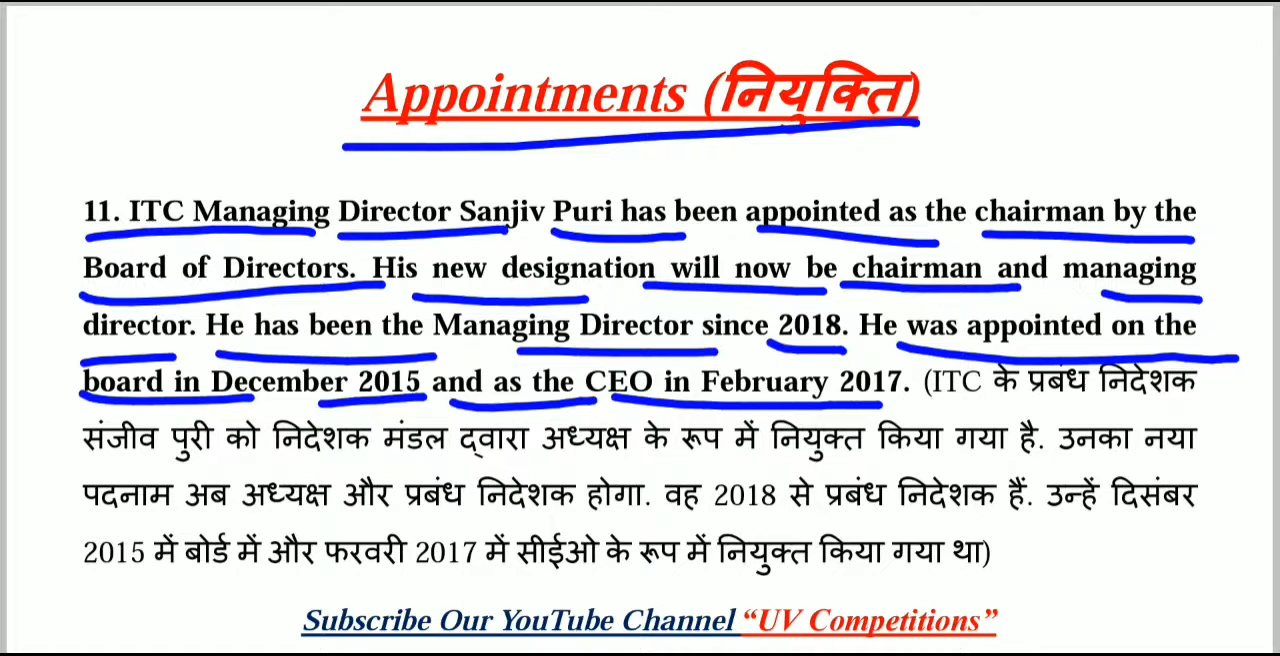 Appointments (नियुक्ति)
11. ITC Managing Director Sanjiv Puri has been appointed as the chairman by the
Board of Directors. His new designation will now be chairman and managing
director. He has been the Managing Director since 2018. He was appointed on the
board in December 2015 and as the CEO in February 2017. (ITC के प्रबंध निदेशक
संजीव पुरी को निदेशक मंडल द्वारा अध्यक्ष के रूप में नियुक्त किया गया है. उनका नया
पदनाम अब अध्यक्ष और प्रबंध निदेशक होगा. वह 2018 से प्रबंध निदेशक हैं. उन्हें दिसंबर
2015 में बोर्ड में और फरवरी 2017 में सीईओ के रूप में नियुक्त किया गया था)
Subscribe Our YouTube Channel “UV Competitions”